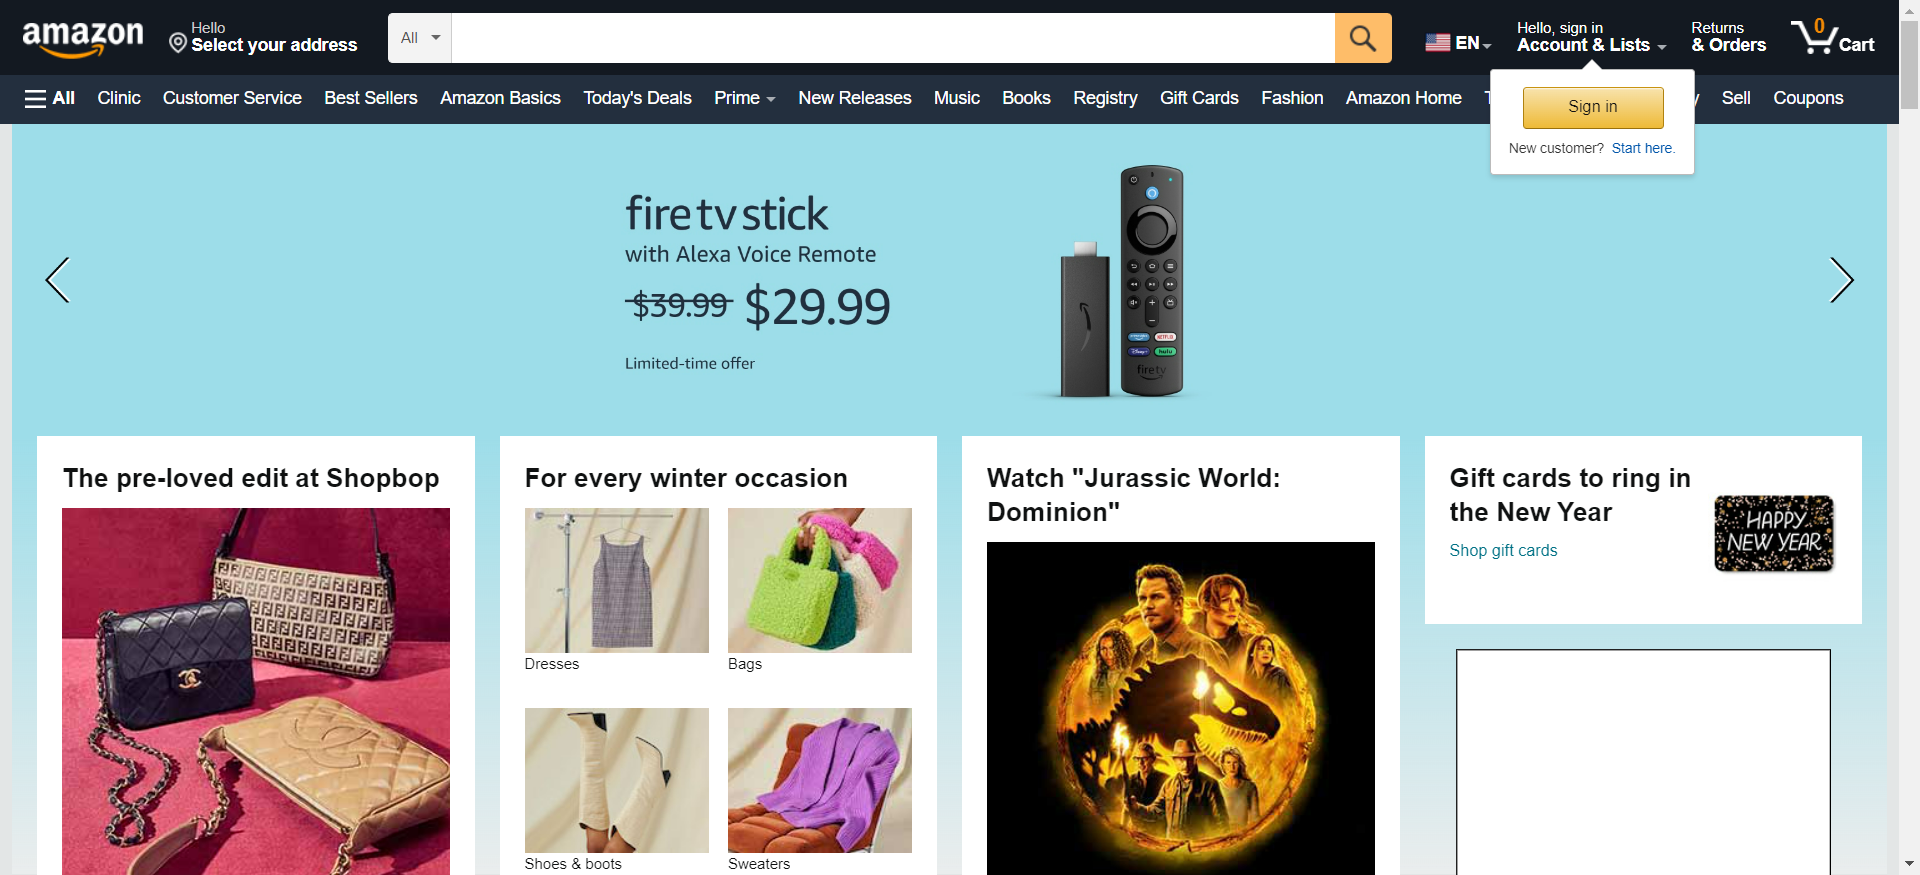 amazon
Hello
Select your address
All
EN
Hello, sign in
Account & Lists
Returns
& Orders
0
Cart
All
Clinic
Customer Service
Best Sellers
Amazon Basics
Today's Deals
Prime
New Releases
Music
Books
Registry
Gift Cards
Fashion
Amazon Home
Sell
Coupons
Sign in
New customer? Start here.
fire tv stick
with Alexa Voice Remote
$39.99 $29.99
Limited-time offer
NETFLIX
Disney+
hulu
fire tv
The pre-loved edit at Shopbop
For every winter occasion
Dresses
Bags
Shoes & boots
Sweaters
Watch "Jurassic World:
Dominion"
Gift cards to ring in
the New Year
Shop gift cards
HAPPY
NEW YEAR